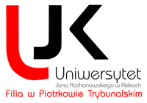 UJK
Uniwersytet
Jana Kochanowskiego w Kielcach
Filia w Piotrkowie Trybunalskim